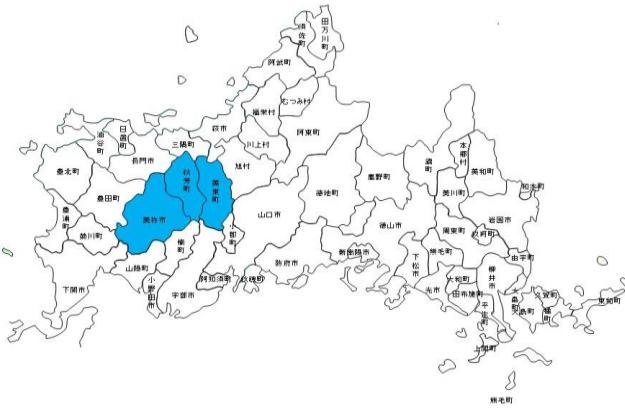 田万川町
須佐町
阿武町
むつみ村
福栄村
萩市
川上村
阿東町
三隅町
日置町
油谷町
長門市
旭村
秋芳町
美東町
豊北町
豊田町
美祢市
豊浦町
菊川町
下関市
山陽町
楠町
小野田市
宇部市
小郡町
山口市
阿知須町
秋穂町
防府市
徳地町
鹿野町
新南陽市
徳山市
錦町
本郷村
美和町
和木町
美川町
岩国市
周東町
玖珂町
熊毛町
由宇町
下松市
光市
大和町
田布施町
柳井市
平生町
上関町
大畠町
大島町
久賀町
橘町
東和町
熊毛町